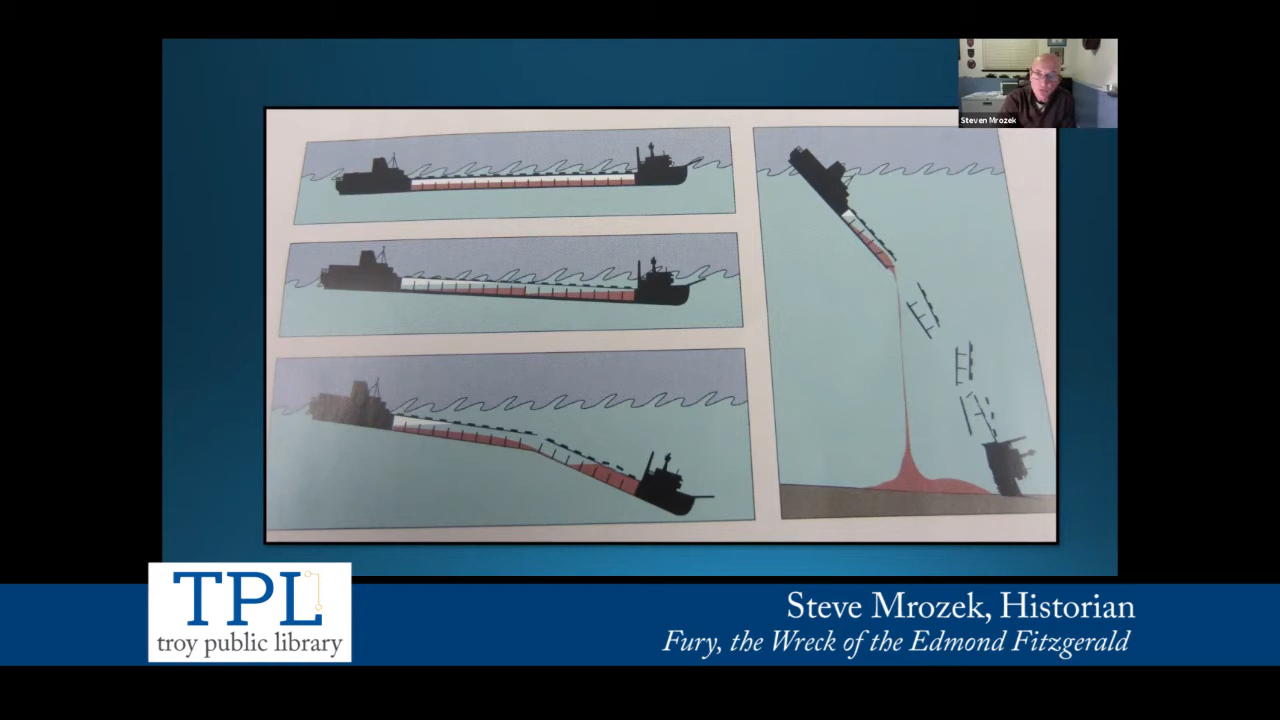 Steven Mrozek
TPL
troy public library
Steve Mrozek, Historian
Fury, the Wreck of the Edmond Fitzgerald